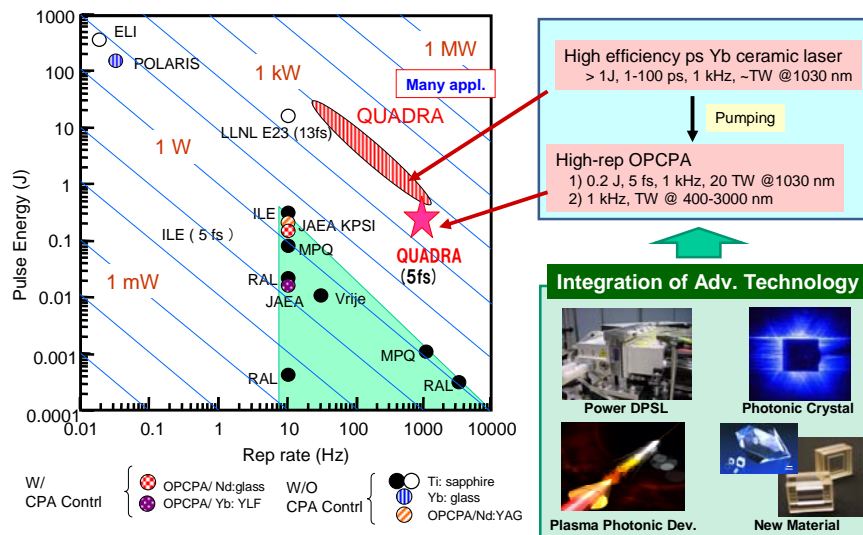 1000
100
10
1
0.1
0.01
0.001
0.0001
Pulse Energy (J)
0.01
0.1
1
10
100
1000
10000
Rep rate (Hz)
ELI
POLARIS
1 MW
1 kW
Many appl.
QUADRA
LLNL E23 (13fs)
1 W
ILE
JAEA KPSI
ILE ( 5 fs )
MPQ
QUADRA
(5fs)
1 mW
RAL
JAEA
Vrije
MPQ
RAL
RAL
W/
CPA Contrl
OPCPA/ Nd:glass
OPCPA/ Yb: YLF
W/O
CPA Contrl
Ti: sapphire
Yb: glass
OPCPA/Nd:YAG
High efficiency ps Yb ceramic laser
> 1J, 1-100 ps, 1 kHz, ~TW @1030 nm
Pumping
High-rep OPCPA
1) 0.2 J, 5 fs, 1 kHz, 20 TW @1030 nm
2) 1 kHz, TW @ 400-3000 nm
Integration of Adv. Technology
Power DPSL
Photonic Crystal
Plasma Photonic Dev.
New Material